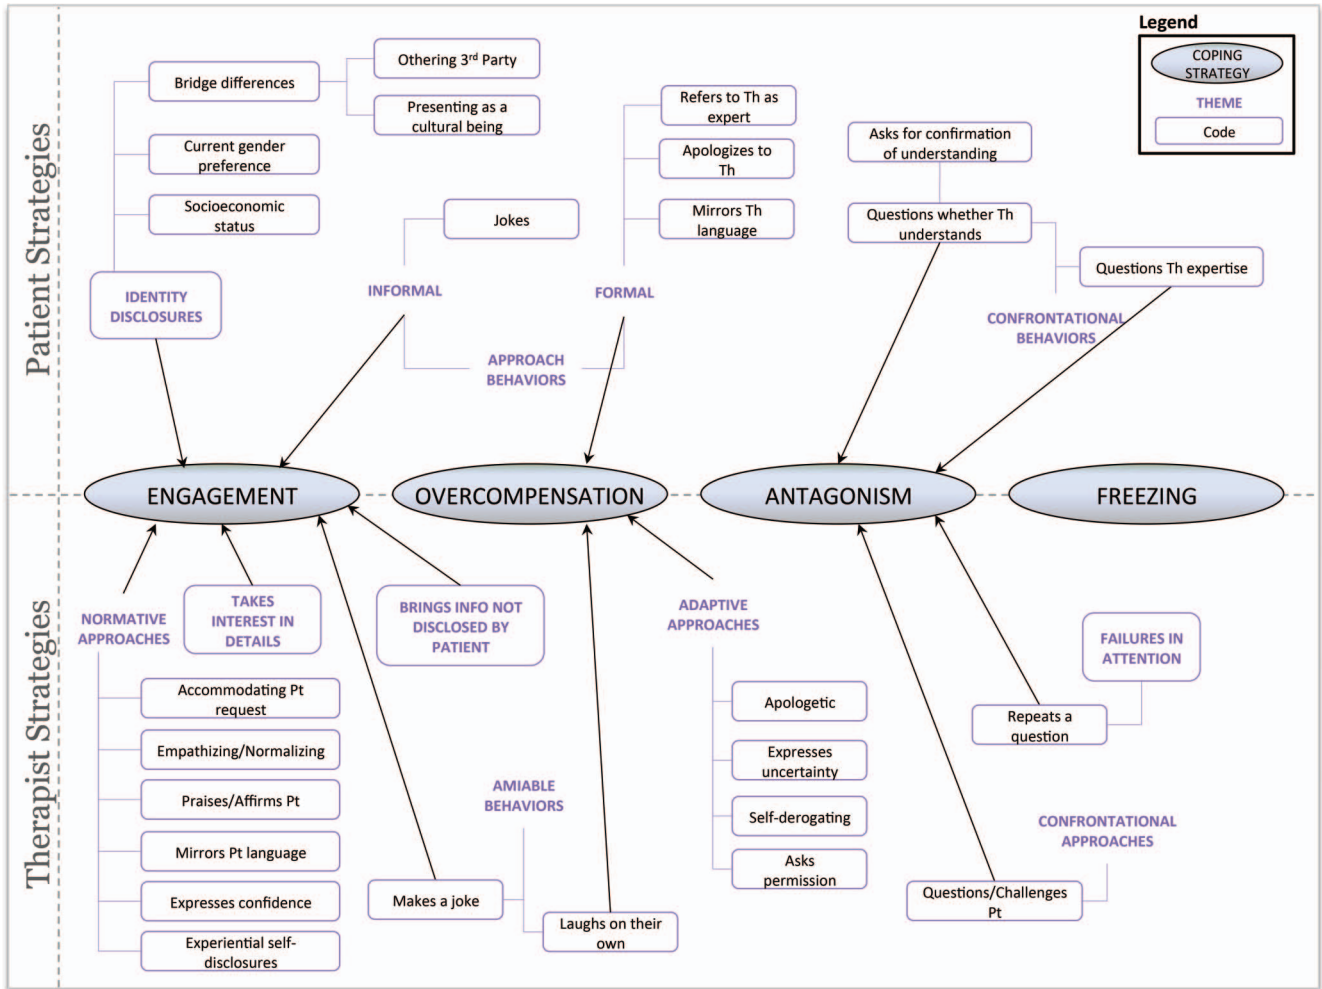 Legend
COPING
STRATEGY
THEME
Code
Patient Strategies
Bridge differences
Othering 3rd Party
Presenting as a
cultural being
Current gender
preference
Socioeconomic
status
IDENTITY
DISCLOSURES
Jokes
INFORMAL
APPROACH
BEHAVIORS
FORMAL
Refers to Th as
expert
Apologizes to
Th
Mirrors Th
language
Asks for confirmation
of understanding
Questions whether Th
understands
Questions Th expertise
CONFRONTATIONAL
BEHAVIORS
ENGAGEMENT
OVERCOMPENSATION
ANTAGONISM
FREEZING
Therapist Strategies
NORMATIVE
APPROACHES
TAKES
INTEREST IN
DETAILS
BRINGS INFO NOT
DISCLOSED BY
PATIENT
Accommodating Pt
request
Empathizing/Normalizing
Praises/Affirms Pt
Mirrors Pt language
Expresses confidence
Experiential self-
disclosures
AMIABLE
BEHAVIORS
Makes a joke
Laughs on their
own
ADAPTIVE
APPROACHES
Apologetic
Expresses
uncertainty
Self-derogating
Asks
permission
FAILURES IN
ATTENTION
Repeats a
question
CONFRONTATIONAL
APPROACHES
Questions/Challenges
Pt